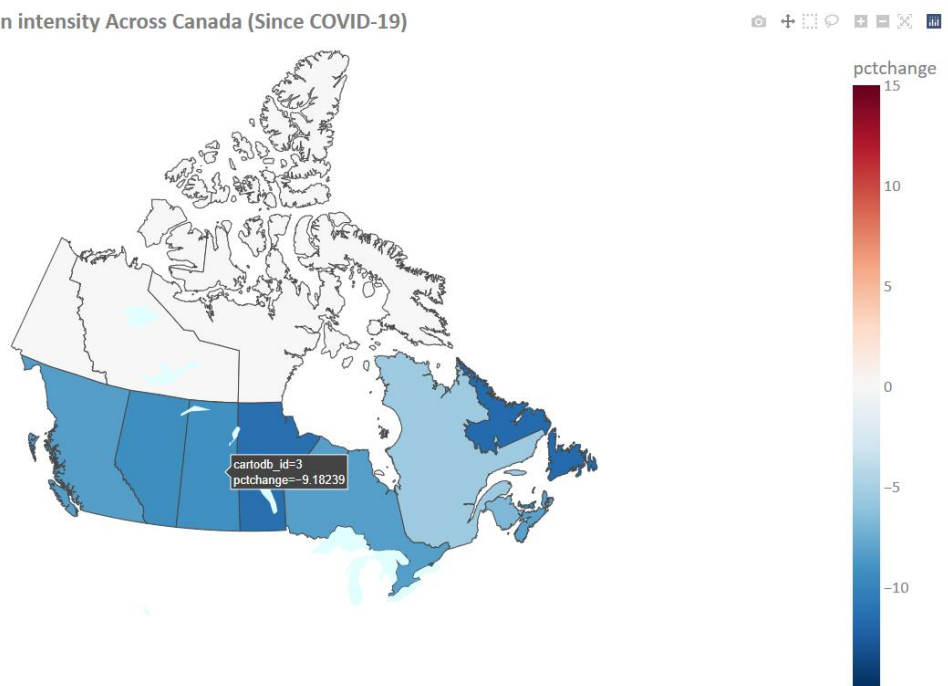 n intensity Across Canada (Since COVID-19)
pctchange
15
10
5
0
−5
−10
cartodb_id=3
pctchange=−9.18239